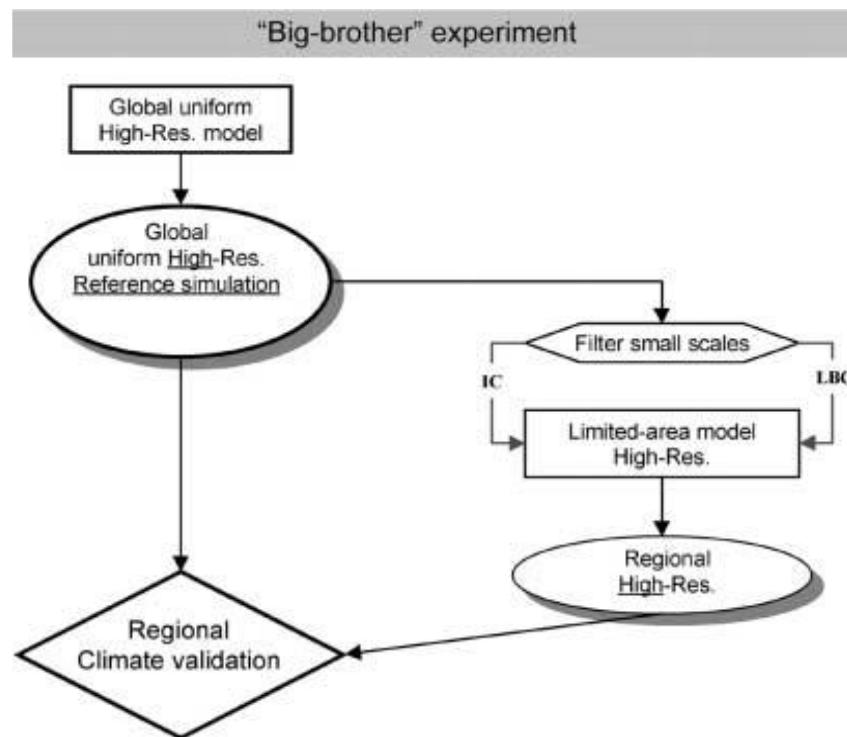 “Big-brother” experiment
Global uniform
High-Res. model
Global
uniform High-Res.
Reference simulation
Filter small scales
IC
LBC
Limited-area model
High-Res.
Regional
High-Res.
Regional
Climate validation